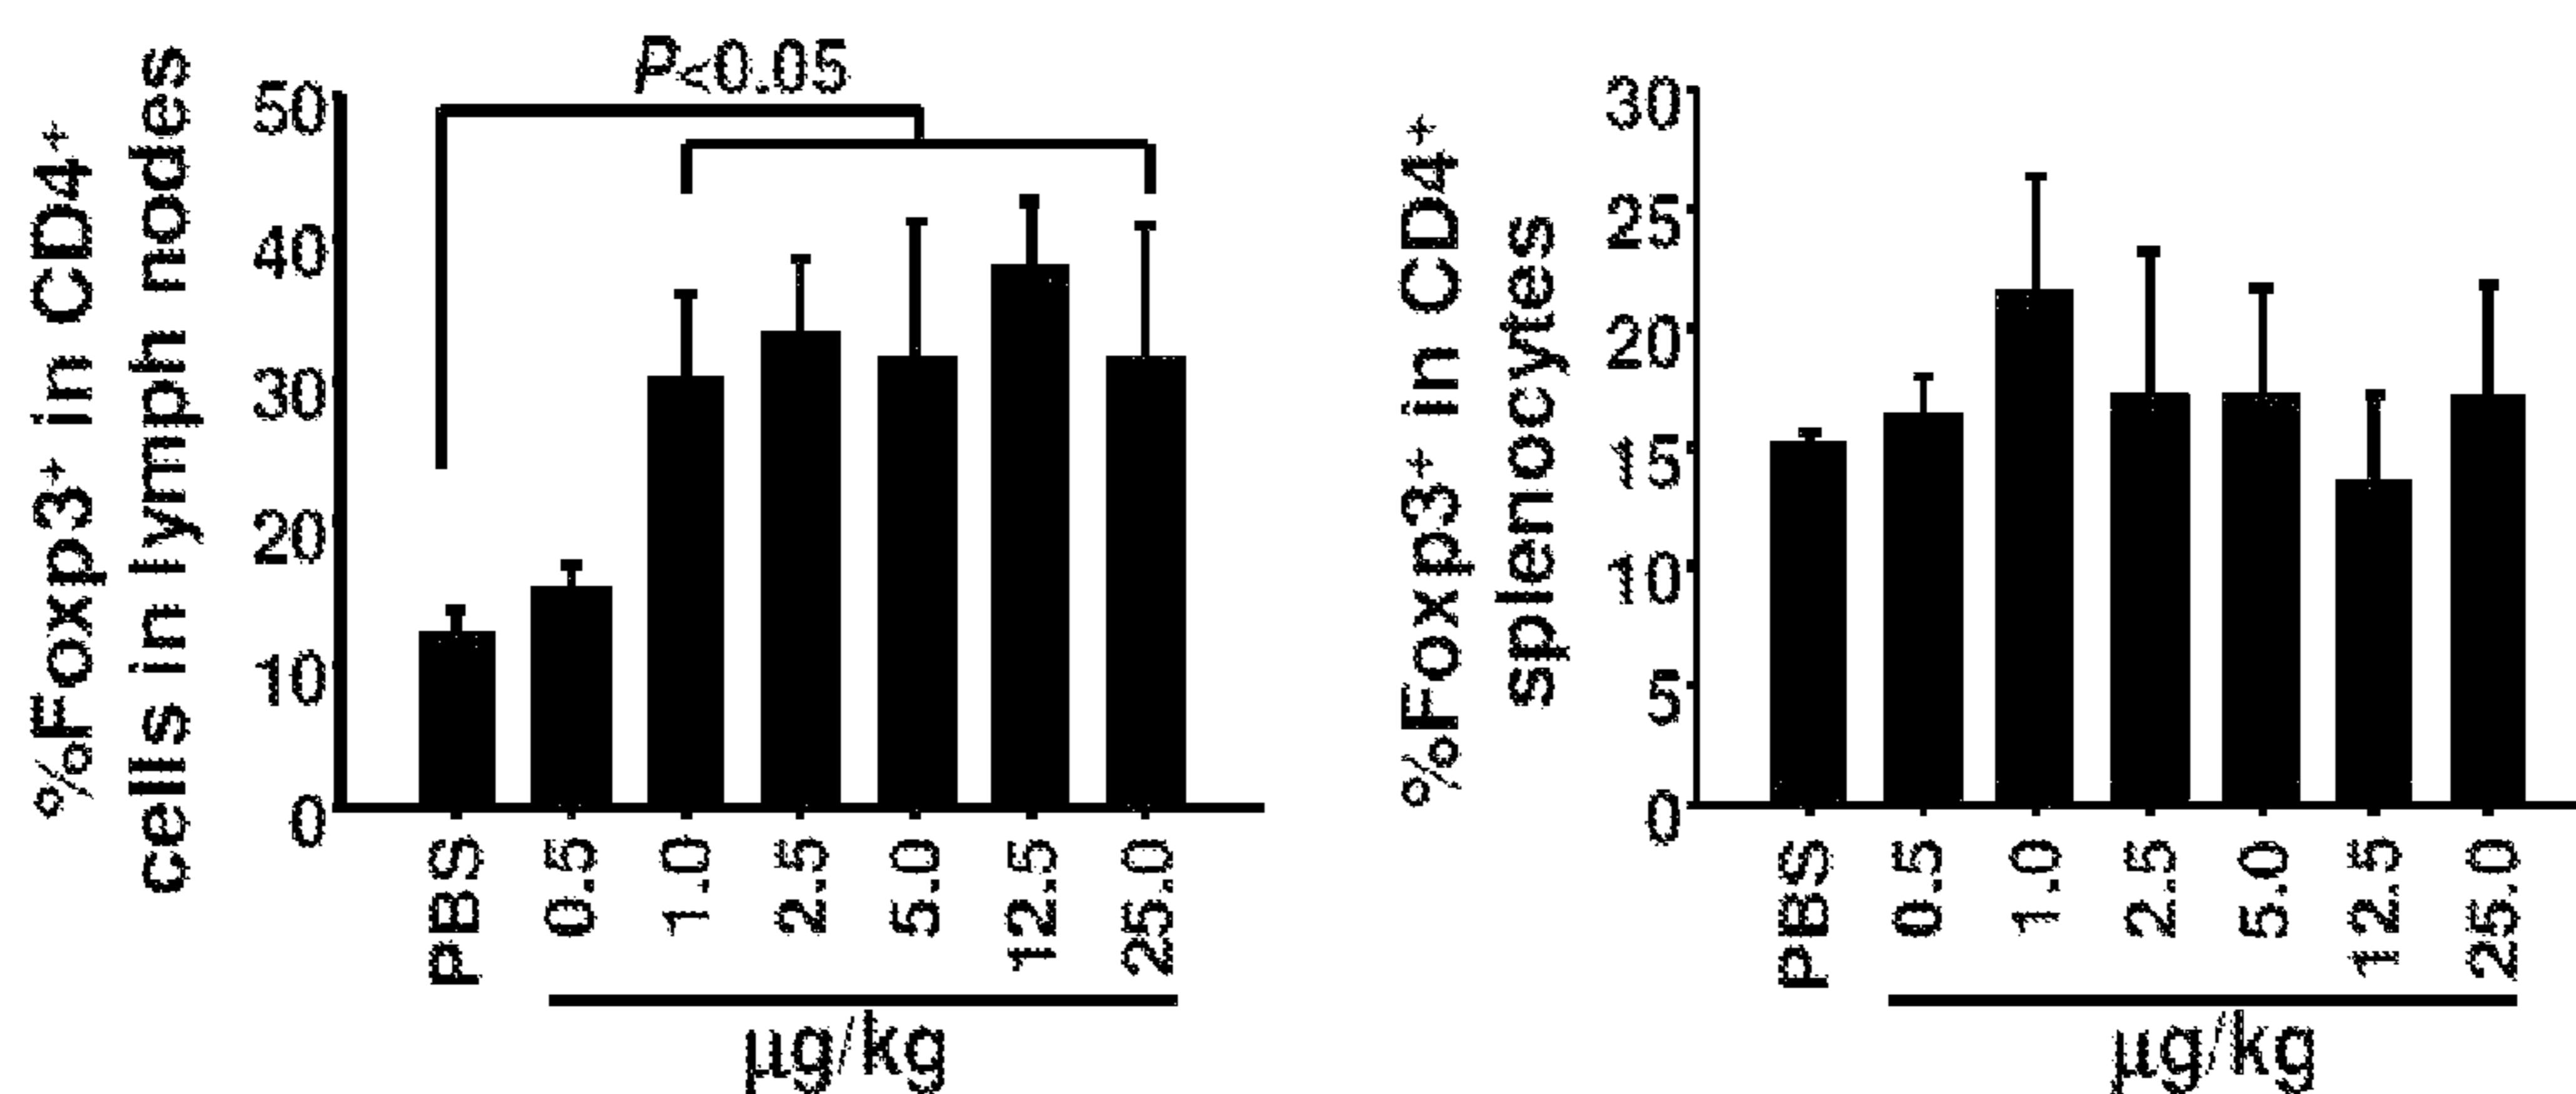 %Foxp3⁺ in CD4⁺
cells in lymph nodes
P<0.05
50
40
30
20
10
0
PBS
0.5
1.0
2.5
5.0
12.5
25.0
µg/kg
%Foxp3⁺ in CD4⁺
splenocytes
30
25
20
15
10
5
0
PBS
0.5
1.0
2.5
5.0
12.5
25.0
µg/kg